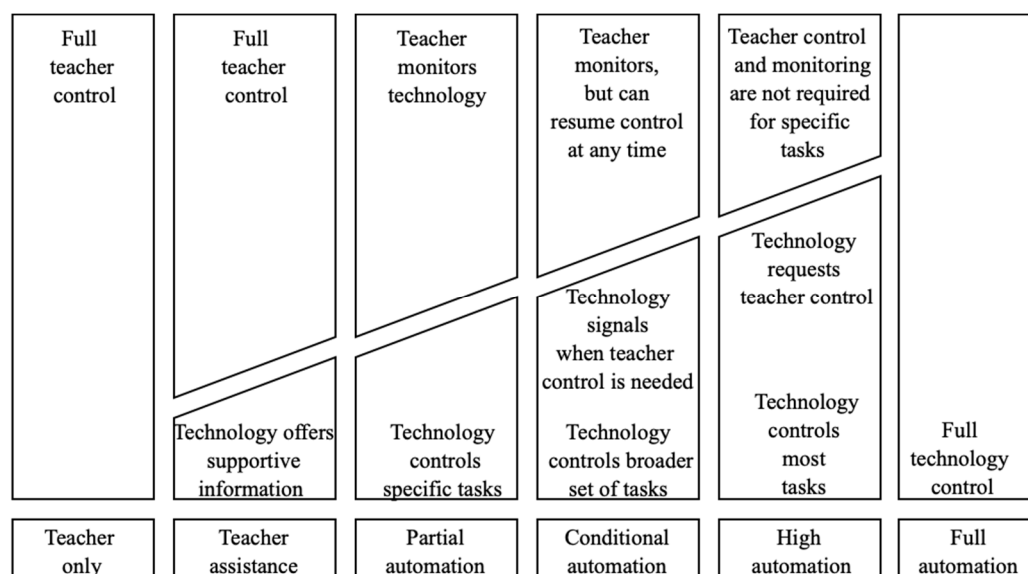 Full
teacher
control
Full
teacher
control
Technology offers
supportive
information
Teacher
monitors
technology
Technology
controls
specific tasks
Teacher
monitors,
but can
resume control
at any time
Technology
signals
when teacher
control is needed
Technology
controls broader
set of tasks
Teacher control
and monitoring
are not required
for specific
tasks
Technology
requests
teacher control
Technology
controls
most
tasks
Full
technology
control
Teacher
only
Teacher
assistance
Partial
automation
Conditional
automation
High
automation
Full
automation